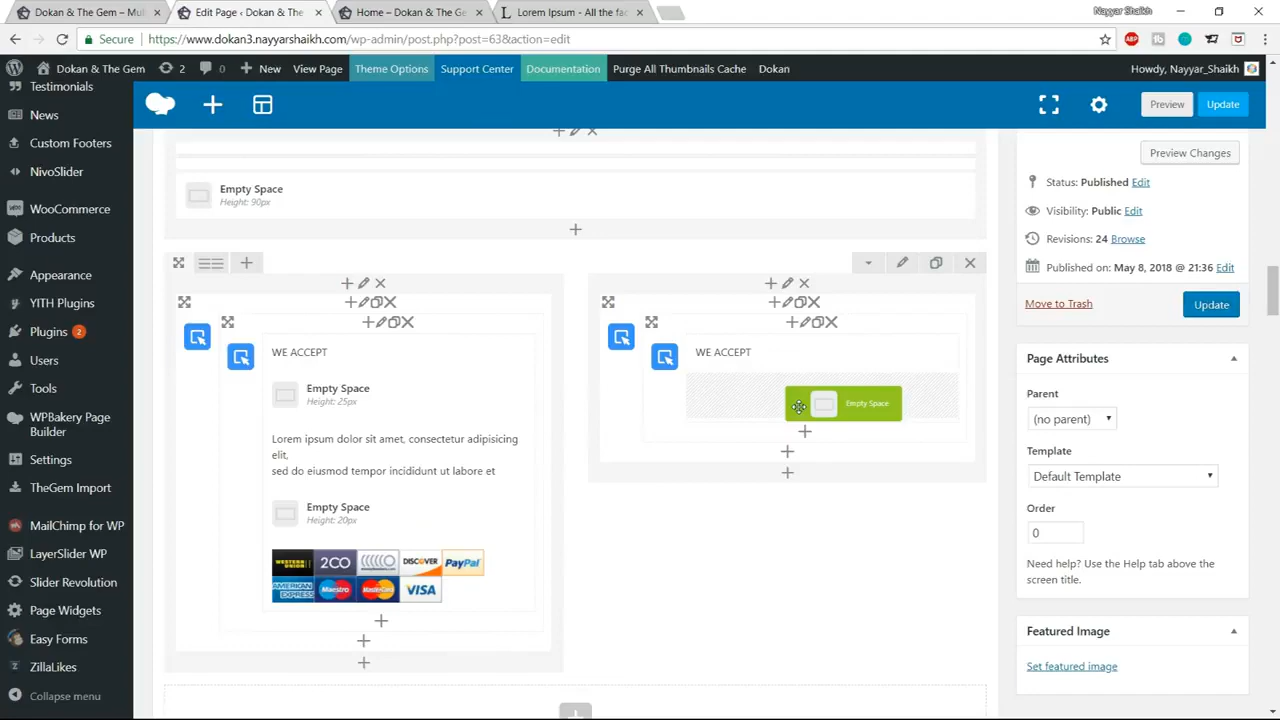 Dokan & The Gem – Mul
Edit Page ‹ Dokan & The
Home – Dokan & The Ge
Lorem Ipsum - All the fac
Nayyar Shaikh
Secure
https://www.dokan3.nayyarshaikh.com/wp-admin/post.php?post=63&action=edit
Dokan & The Gem
2
0
New
View Page
Theme Options
Support Center
Documentation
Purge All Thumbnails Cache
Dokan
Howdy, Nayyar_Shaikh
Testimonials
News
Custom Footers
NivoSlider
WooCommerce
Products
Appearance
YITH Plugins
Plugins 2
Users
Tools
WPBakery Page
Builder
Settings
TheGem Import
MailChimp for WP
LayerSlider WP
Slider Revolution
Page Widgets
Easy Forms
ZillaLikes
Collapse menu
Preview
Update
Empty Space
Height: 90px
WE ACCEPT
Empty Space
Height: 25px
Lorem ipsum dolor sit amet, consectetur adipisicing
elit,
sed do eiusmod tempor incididunt ut labore et
Empty Space
Height: 20px
WESTERN UNION
2CO
DISCOVER
PayPal
AMERICAN EXPRESS
Maestro
MasterCard
VISA
WE ACCEPT
Empty Space
Preview Changes
Status: Published Edit
Visibility: Public Edit
Revisions: 24 Browse
Published on: May 8, 2018 @ 21:36 Edit
Move to Trash
Update
Page Attributes
Parent
(no parent)
Template
Default Template
Order
0
Need help? Use the Help tab above the
screen title.
Featured Image
Set featured image